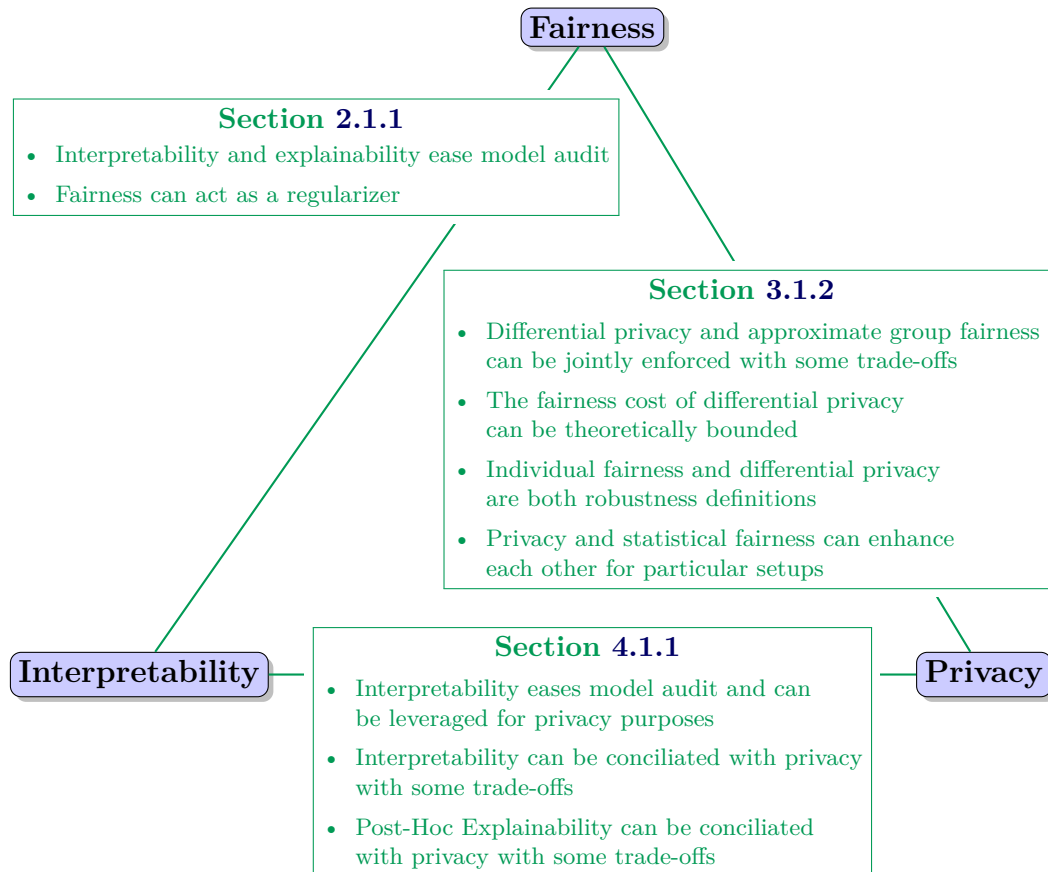 Fairness
Section 2.1.1
• Interpretability and explainability ease model audit
• Fairness can act as a regularizer
Section 3.1.2
• Differential privacy and approximate group fairness
can be jointly enforced with some trade-offs
• The fairness cost of differential privacy
can be theoretically bounded
• Individual fairness and differential privacy
are both robustness definitions
• Privacy and statistical fairness can enhance
each other for particular setups
Interpretability
Section 4.1.1
• Interpretability eases model audit and can
be leveraged for privacy purposes
• Interpretability can be conciliated with privacy
with some trade-offs
• Post-Hoc Explainability can be conciliated
with privacy with some trade-offs
Privacy